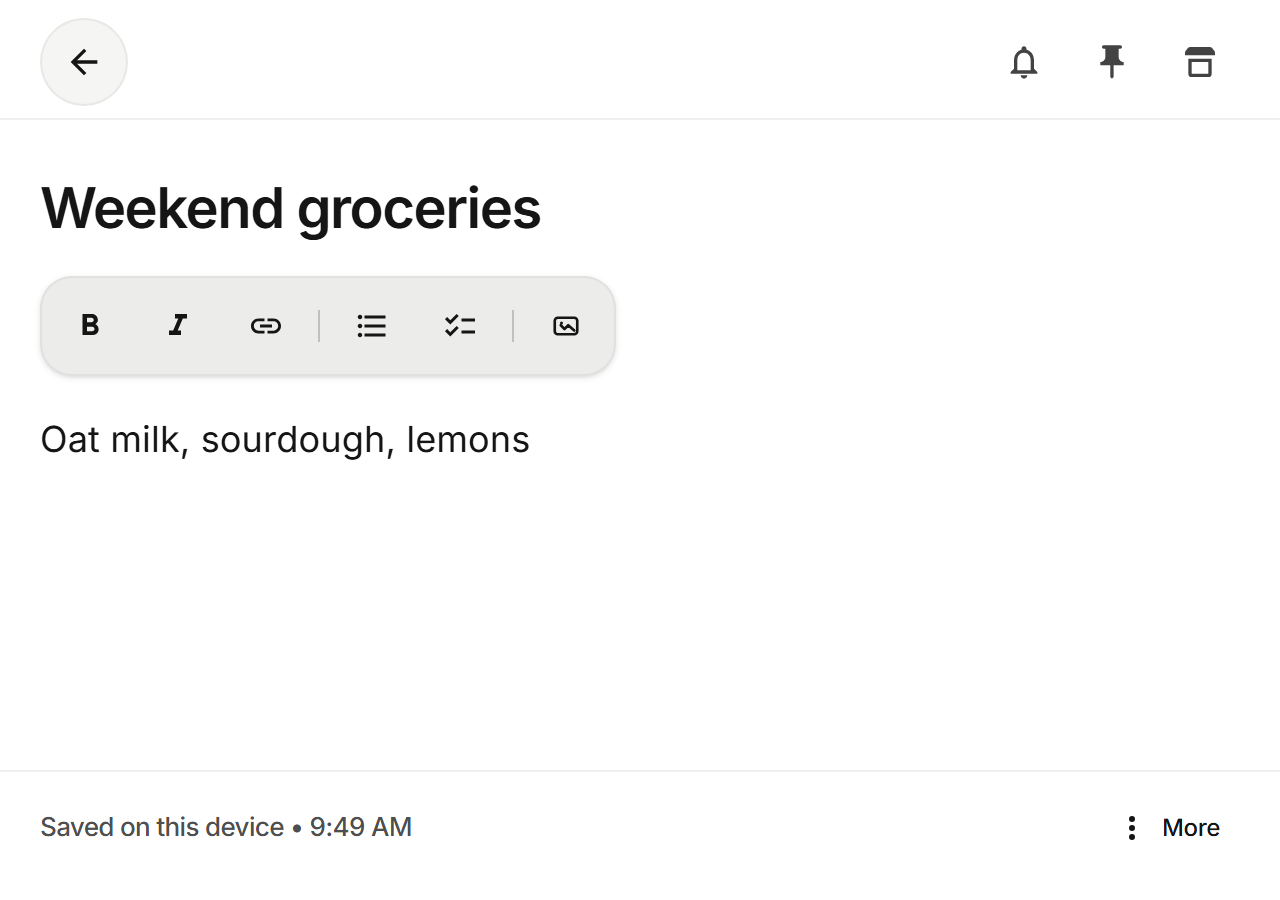 Weekend groceries
B I
Oat milk, sourdough, lemons
Saved on this device • 9:49 AM
More